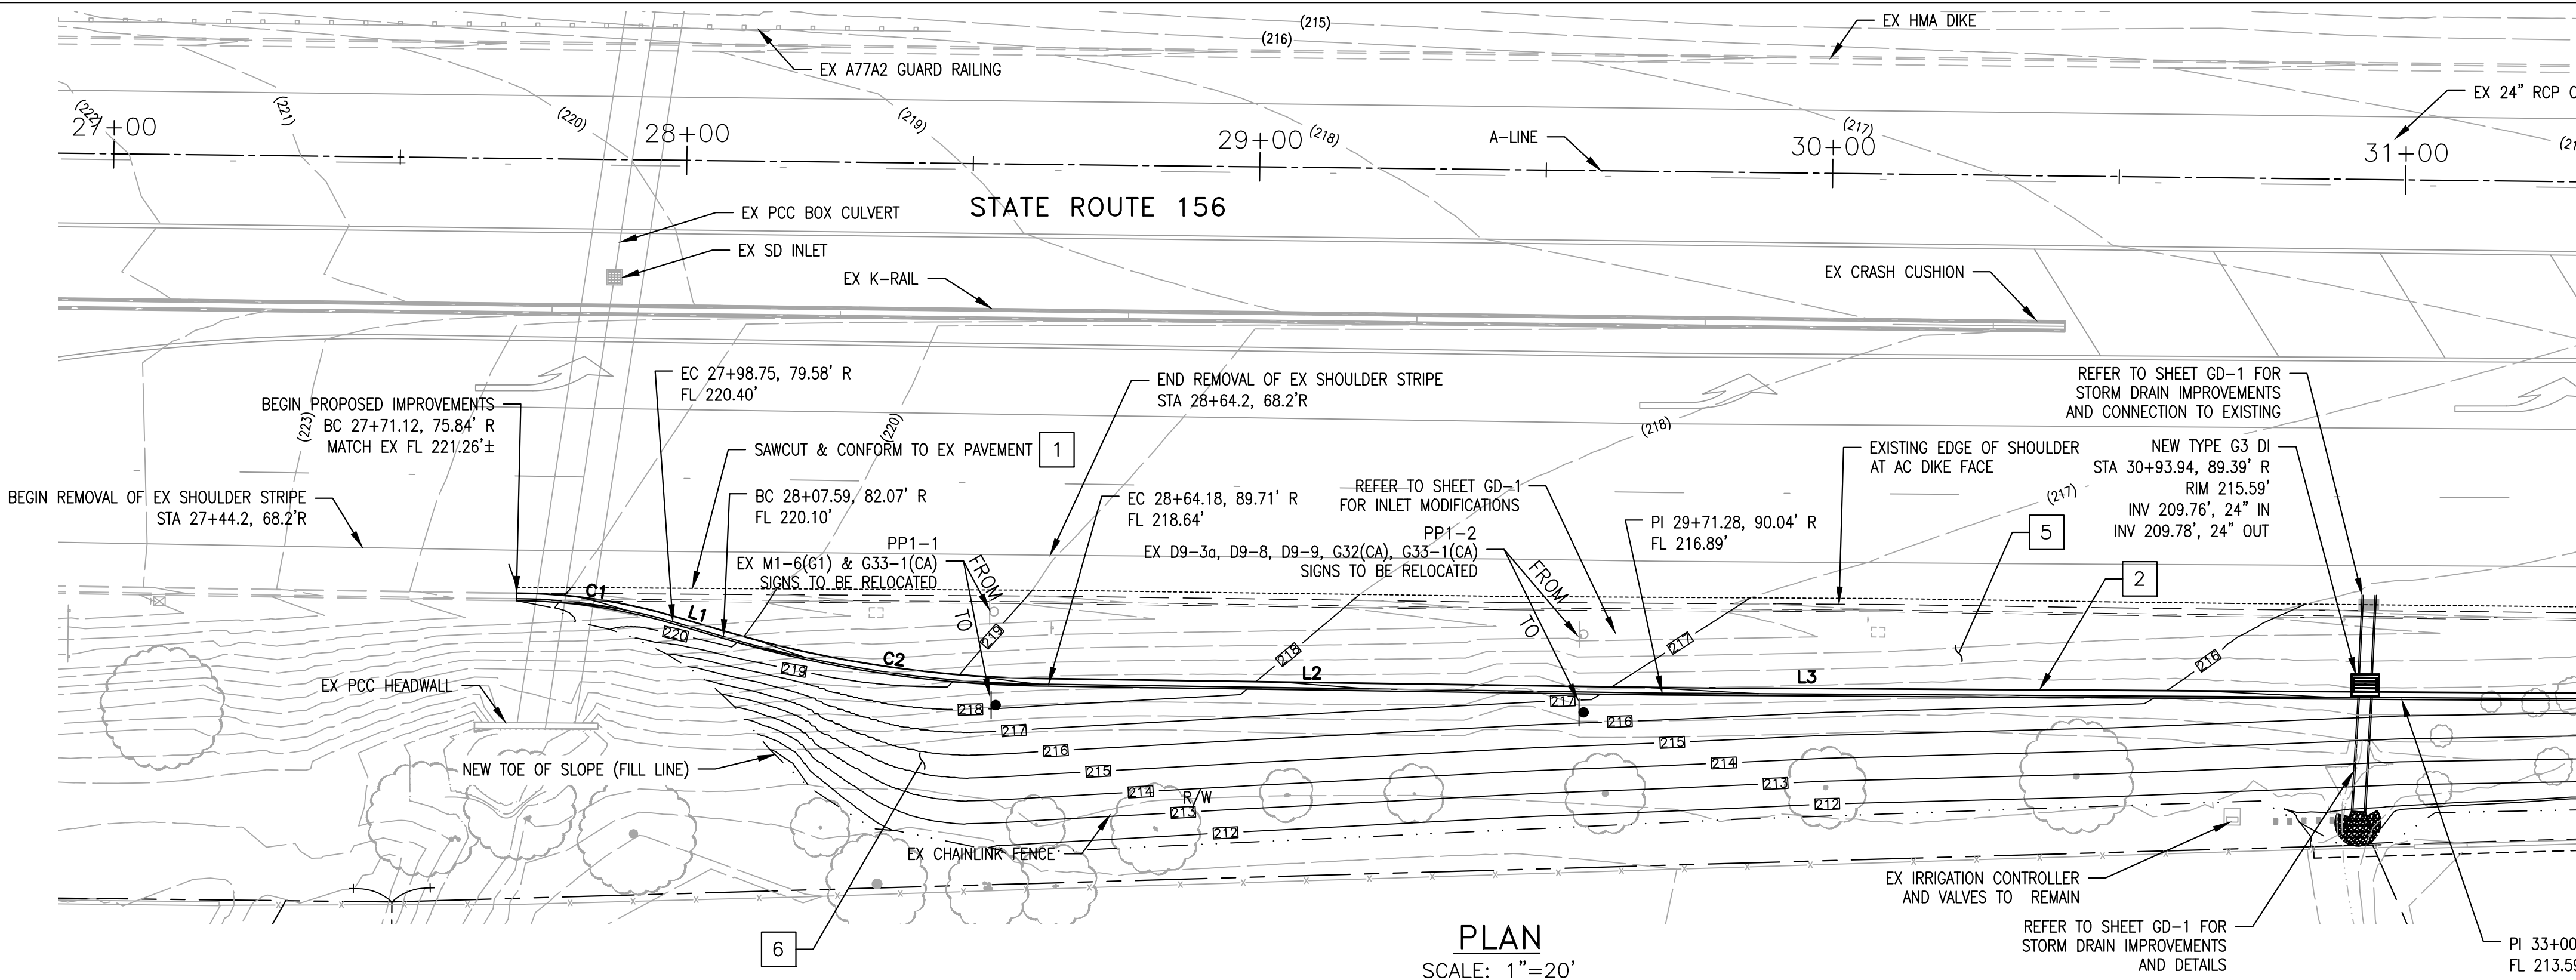 (215)
(216)
EX HMA DIKE
EX A77A2 GUARD RAILING
EX 24" RCP
(222)
(221)
(220)
(219)
(218)
(217)
27+00
28+00
29+00
30+00
31+00
A-LINE
STATE ROUTE 156
EX PCC BOX CULVERT
EX SD INLET
EX K-RAIL
EX CRASH CUSHION
BEGIN PROPOSED IMPROVEMENTS
BC 27+71.12, 75.84' R
MATCH EX FL 221.26'±
(223)
EC 27+98.75, 79.58' R
FL 220.40'
SAWCUT & CONFORM TO EX PAVEMENT
1
(220)
END REMOVAL OF EX SHOULDER STRIPE
STA 28+64.2, 68.2'R
(218)
REFER TO SHEET GD-1 FOR
STORM DRAIN IMPROVEMENTS
AND CONNECTION TO EXISTING
EXISTING EDGE OF SHOULDER
AT AC DIKE FACE
NEW TYPE G3 DI
STA 30+93.94, 89.39' R
RIM 215.59'
INV 209.76', 24" IN
INV 209.78', 24" OUT
(217)
BEGIN REMOVAL OF EX SHOULDER STRIPE
STA 27+44.2, 68.2'R
BC 28+07.59, 82.07' R
FL 220.10'
EC 28+64.18, 89.71' R
FL 218.64'
REFER TO SHEET GD-1
FOR INLET MODIFICATIONS
PP1-1
EX M1-6(G1) & G33-1(CA)
SIGNS TO BE RELOCATED
FROM
TO
PP1-2
EX D9-3a, D9-8, D9-9, G32(CA), G33-1(CA)
SIGNS TO BE RELOCATED
FROM
TO
PI 29+71.28, 90.04' R
FL 216.89'
5
2
C1
L1
C2
L2
L3
220
219
219
218
217
216
218
217
217
216
216
215
215
214
214
213
213
212
212
R/W
EX PCC HEADWALL
NEW TOE OF SLOPE (FILL LINE)
EX CHAINLINK FENCE
6
EX IRRIGATION CONTROLLER
AND VALVES TO REMAIN
REFER TO SHEET GD-1 FOR
STORM DRAIN IMPROVEMENTS
AND DETAILS
PI 33+00
FL 213.59
PLAN
SCALE: 1"=20'